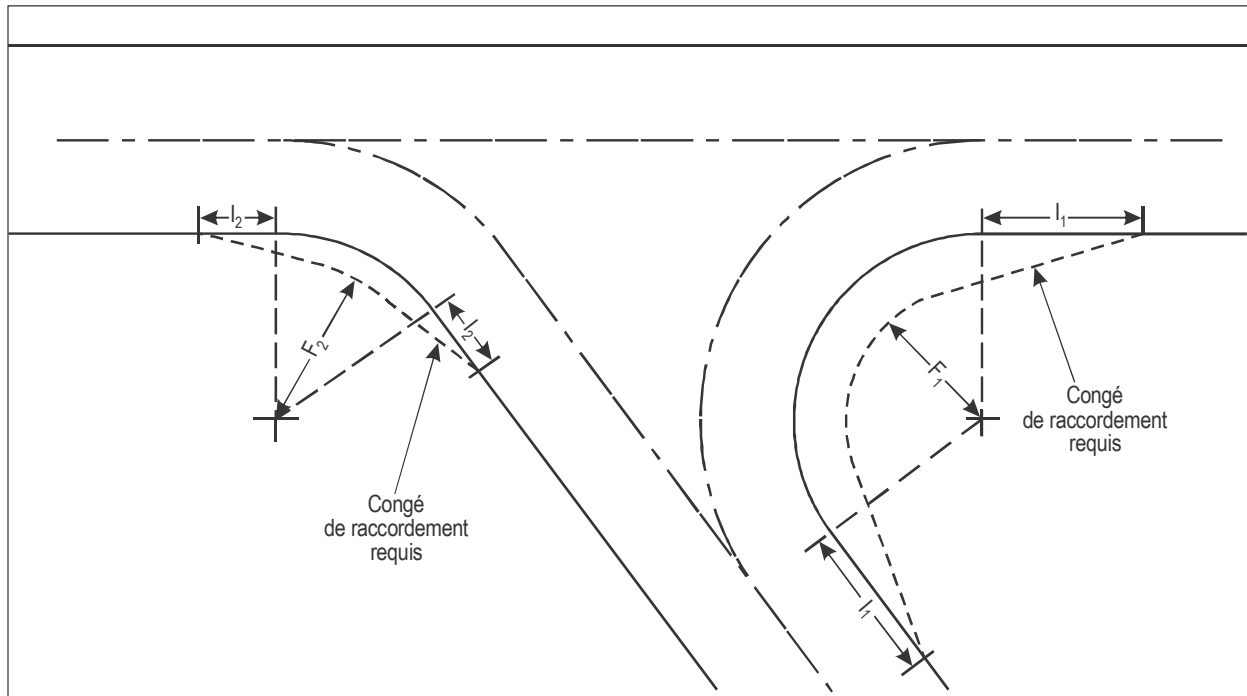 l₂
l₁
l₂
F₂
F₁
Congé
de raccordement
requis
Congé
de raccordement
requis
l₁